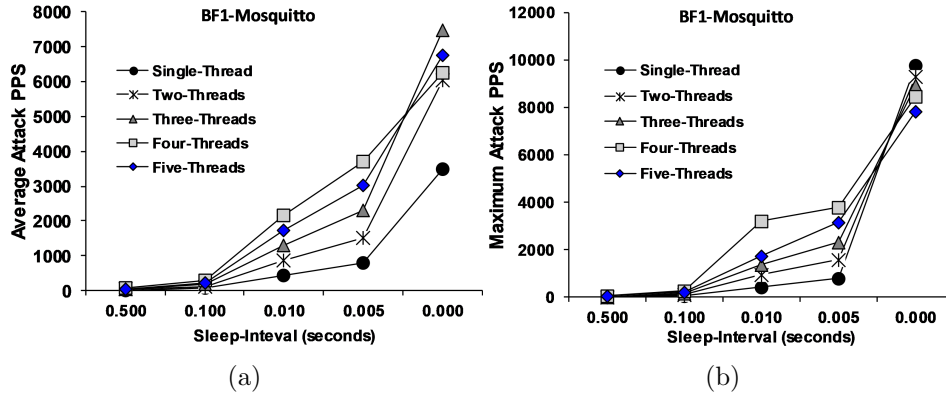 BF1-Mosquitto
8000
7000
6000
5000
4000
3000
2000
1000
0
Average Attack PPS
Single-Thread
Two-Threads
Three-Threads
Four-Threads
Five-Threads
0.500 0.100 0.010 0.005 0.000
Sleep-Inteval (seconds)
(a)
BF1-Mosquitto
12000
10000
8000
6000
4000
2000
0
Maximum Attack PPS
Single-Thread
Two-Threads
Three-Threads
Four-Threads
Five-Threads
0.500 0.100 0.010 0.005 0.000
Sleep-Interval (seconds)
(b)